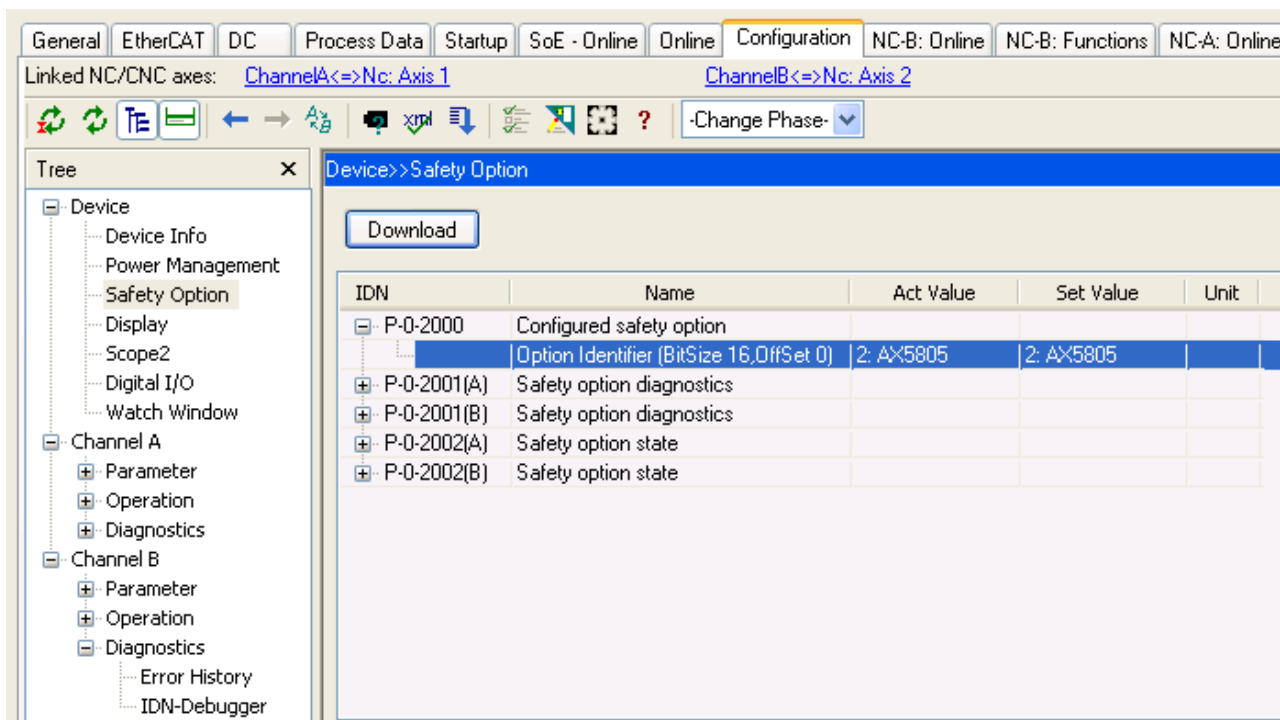 General EtherCAT DC Process Data Startup SoE - Online Online Configuration NC-B: Online NC-B: Functions NC-A: Online
Linked NC/CNC axes: ChannelA<=>Nc: Axis 1 ChannelB<=>Nc: Axis 2
-Change Phase-
Tree
Device>>Safety Option
Device
Device Info
Power Management
Safety Option
Display
Scope2
Digital I/O
Watch Window
Channel A
Parameter
Operation
Diagnostics
Channel B
Parameter
Operation
Diagnostics
Error History
IDN-Debugger
Download
IDN Name Act Value Set Value Unit
P-0-2000 Configured safety option
Option Identifier (BitSize 16,OffSet 0) 2: AX5805 2: AX5805
P-0-2001(A) Safety option diagnostics
P-0-2001(B) Safety option diagnostics
P-0-2002(A) Safety option state
P-0-2002(B) Safety option state